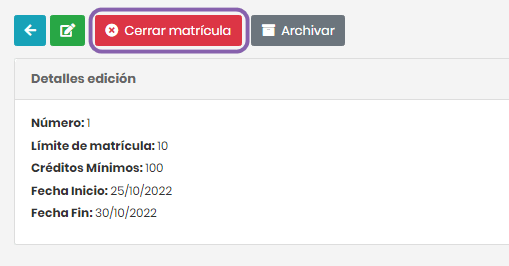 Cerrar matrícula Archivar
Detalles edición
Número: 1
Límite de matrícula: 10
Créditos Mínimos: 100
Fecha Inicio: 25/10/2022
Fecha Fin: 30/10/2022